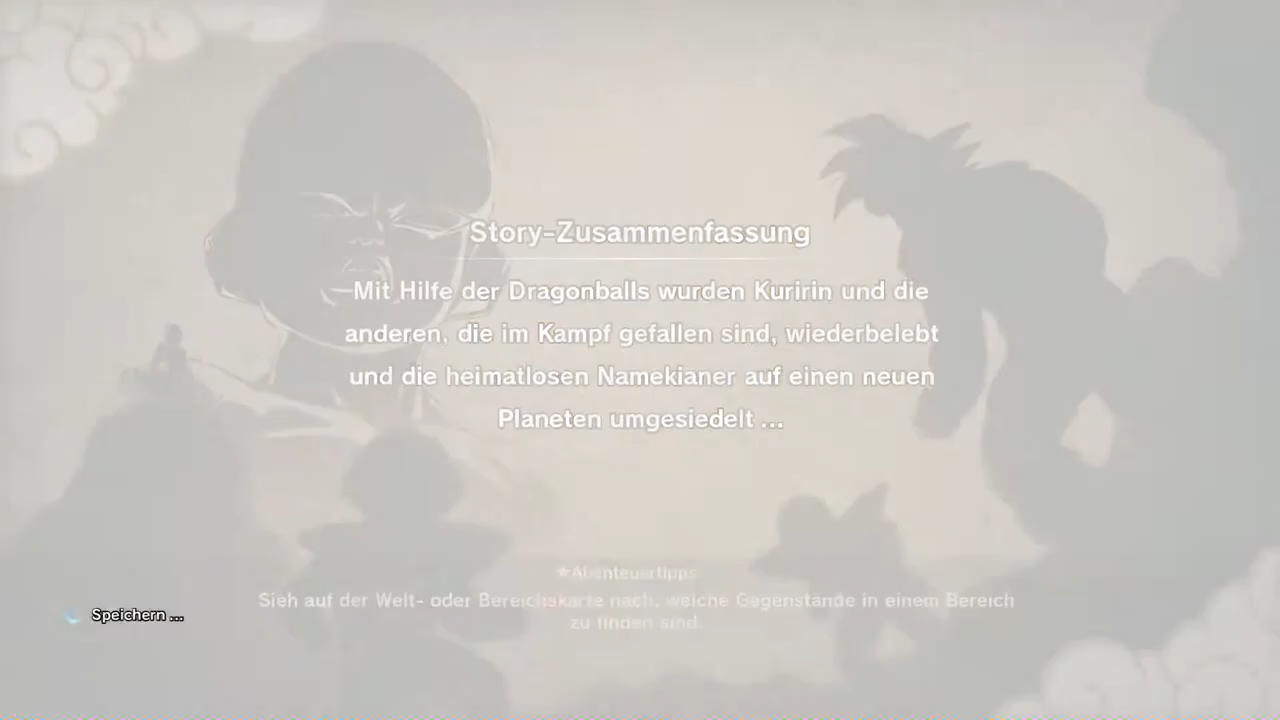 Story-Zusammenfassung
Mit Hilfe der Dragonballs wurden Kuririn und die
anderen, die im Kampf gefallen sind, wiederbelebt
und die heimatlosen Namekianer auf einen neuen
Planeten umgesiedelt ...
★Abenteuertipps
Sieh auf der Welt- oder Bereichskarte nach, welche Gegenstände in einem Bereich
zu finden sind.
Speichern ...